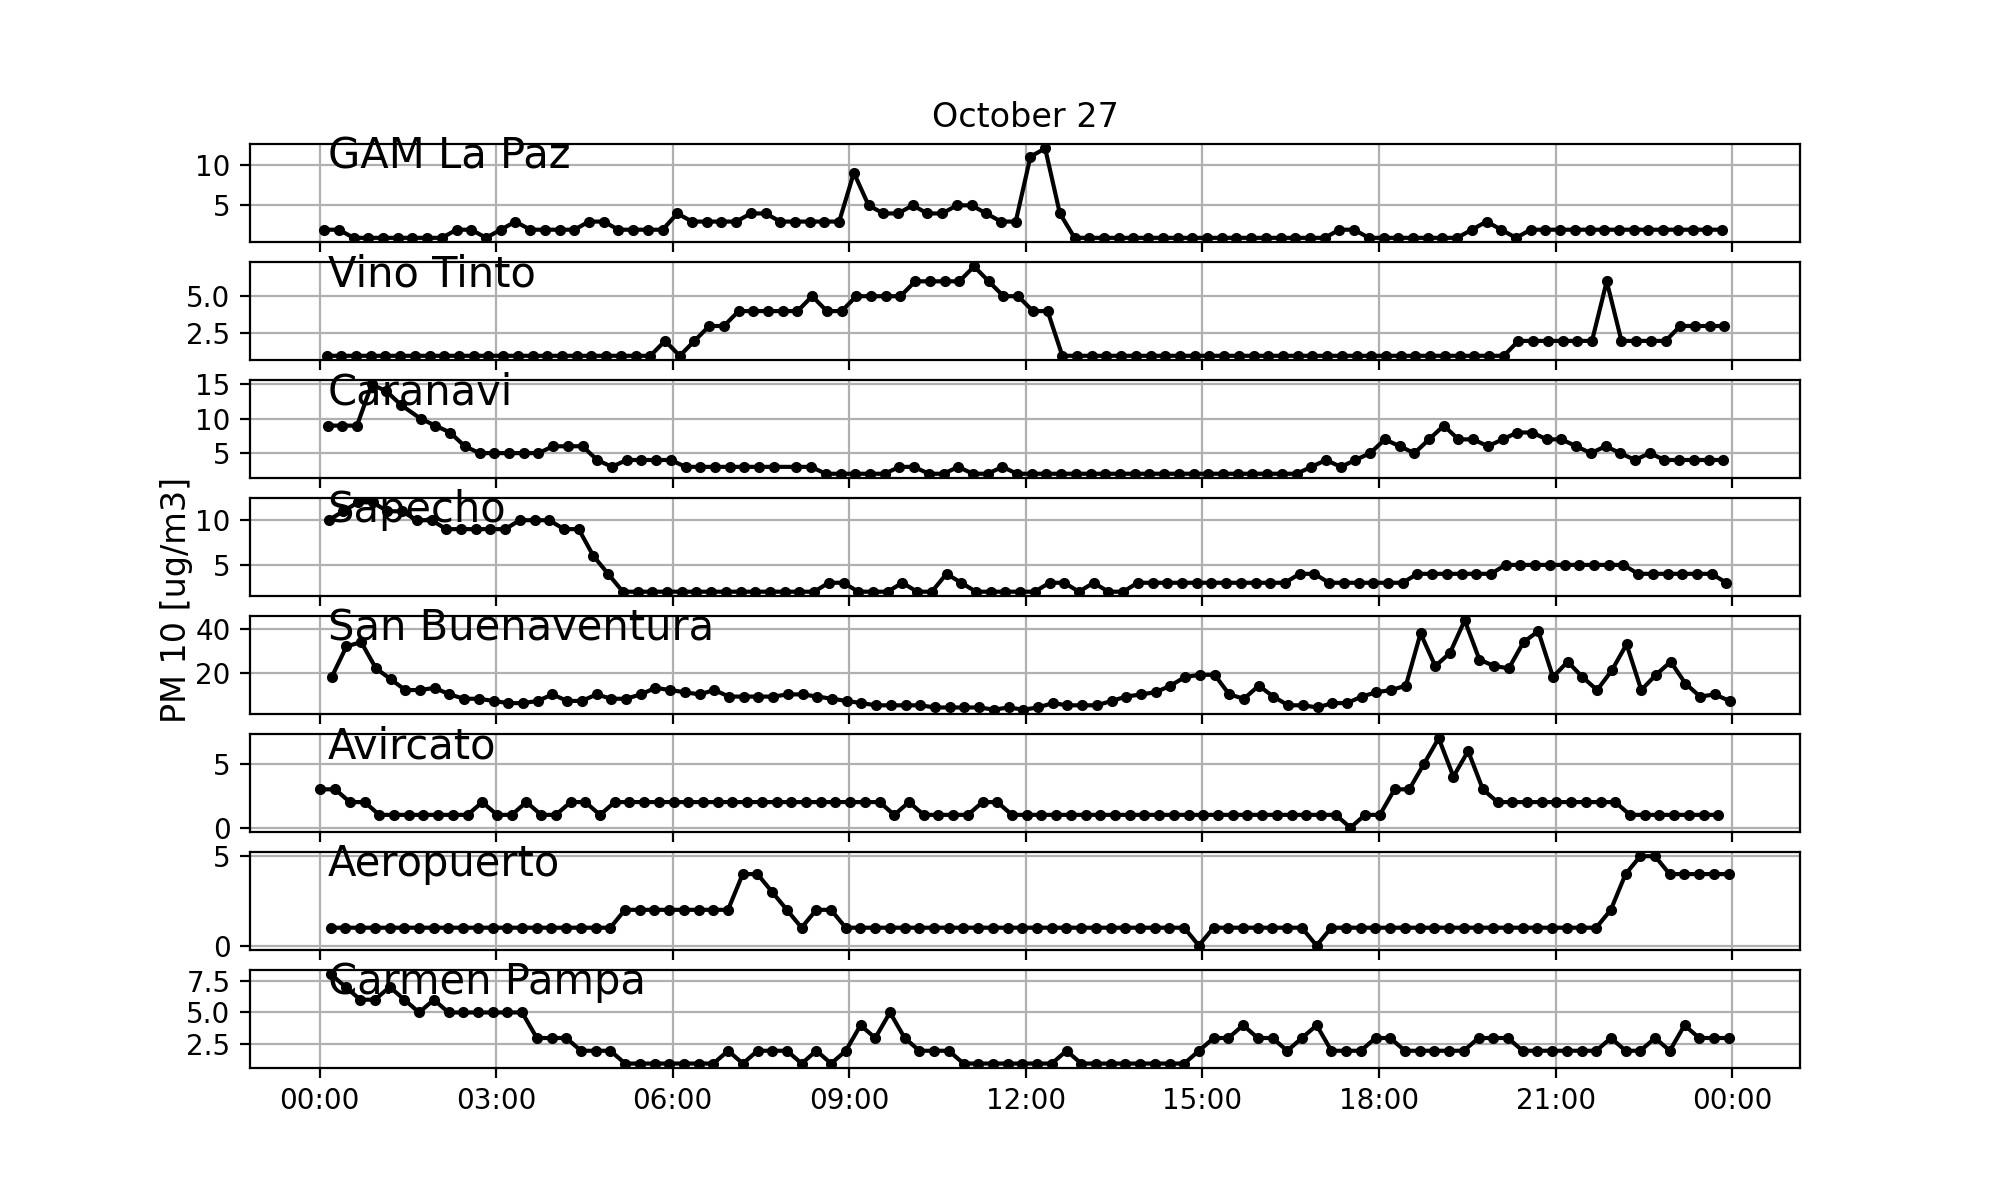 October 27
GAM La Paz
10
5
Vino Tinto
5.0
2.5
Caranavi
15
10
5
Sapecho
10
5
San Buenaventura
40
20
Avircato
5
0
Aeropuerto
5
0
Carmen Pampa
7.5
5.0
2.5
PM 10 [ug/m3]
00:00 03:00 06:00 09:00 12:00 15:00 18:00 21:00 00:00